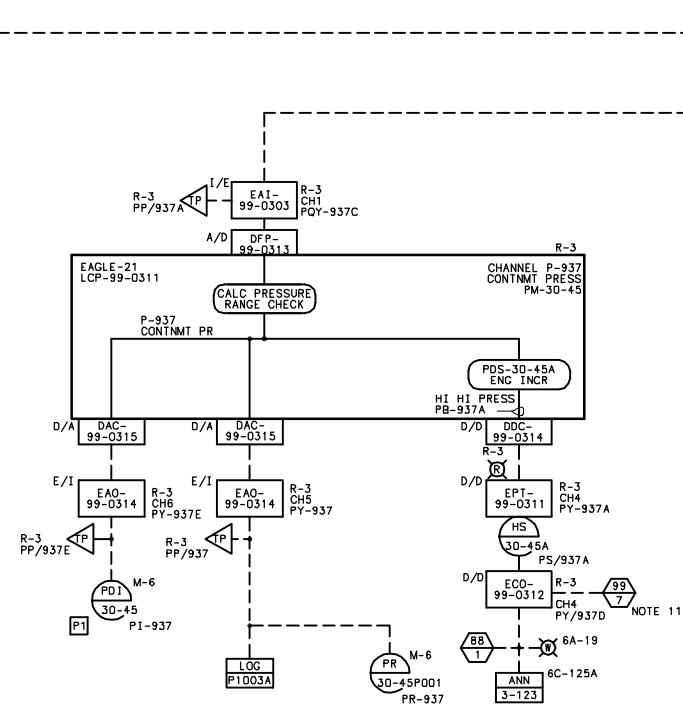 I/E
R-3
PP/937A
TP
EAI-
99-0303
R-3
CH1
PQY-937C
A/D
DFP-
99-0313
R-3
EAGLE-21
LCP-99-0311
CHANNEL P-937
CONTNMT PRESS
PM-30-45
CALC PRESSURE
RANGE CHECK
P-937
CONTNMT PR
PDS-30-45A
ENG INCR
HI HI PRESS
PB-937A
D/A
DAC-
99-0315
D/A
DAC-
99-0315
D/D
DDC-
99-0314
R-3
R
E/I
EAO-
99-0314
R-3
CH6
PY-937E
E/I
EAO-
99-0314
R-3
CH5
PY-937
D/D
EPT-
99-0311
R-3
CH4
PY-937A
R-3
PP/937E
TP
R-3
PP/937
TP
HS
30-45A
PS/937A
PDI
30-45
M-6
P1
PI-937
D/D
ECO-
99-0312
R-3
CH4
PY/937D
99
7
NOTE 11
88
1
W
6A-19
LOG
P1003A
PR
30-45P001
M-6
PR-937
ANN
3-123
6C-125A